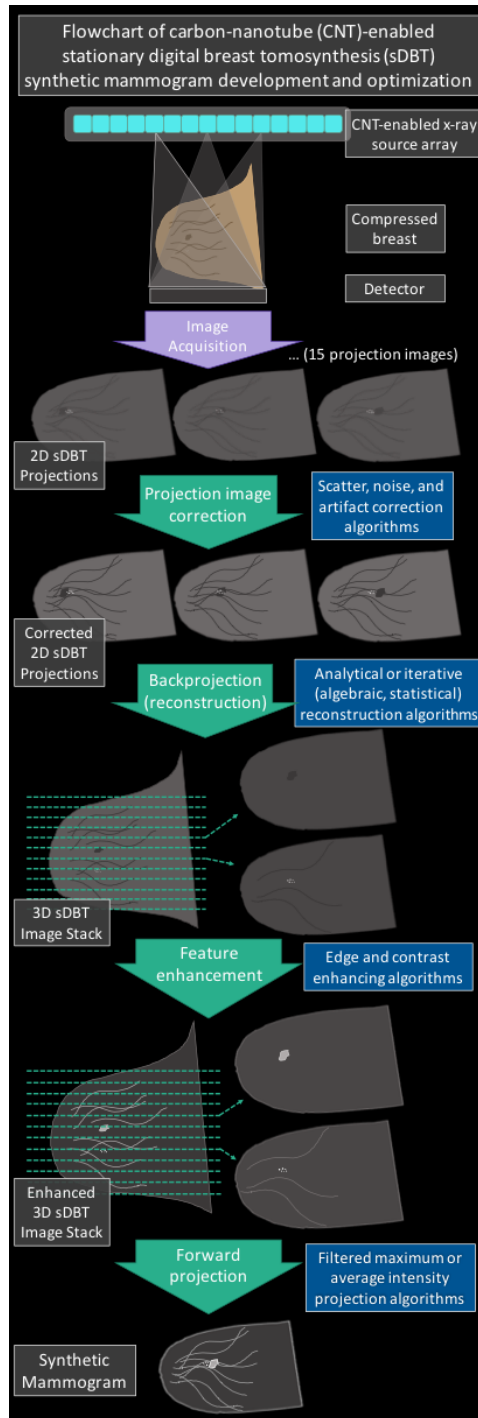 Flowchart of carbon-nanotube (CNT)-enabled
stationary digital breast tomosynthesis (sDBT)
synthetic mammogram development and optimization
CNT-enabled x-ray
source array
Compressed
breast
Detector
Image
Acquisition
... (15 projection images)
2D sDBT
Projections
Projection image
correction
Scatter, noise, and
artifact correction
algorithms
Corrected
2D sDBT
Projections
Backprojection
(reconstruction)
Analytical or iterative
(algebraic, statistical)
reconstruction algorithms
3D sDBT
Image Stack
Feature
enhancement
Edge and contrast
enhancing algorithms
Enhanced
3D sDBT
Image Stack
Forward
projection
Filtered maximum or
average intensity
projection algorithms
Synthetic
Mammogram